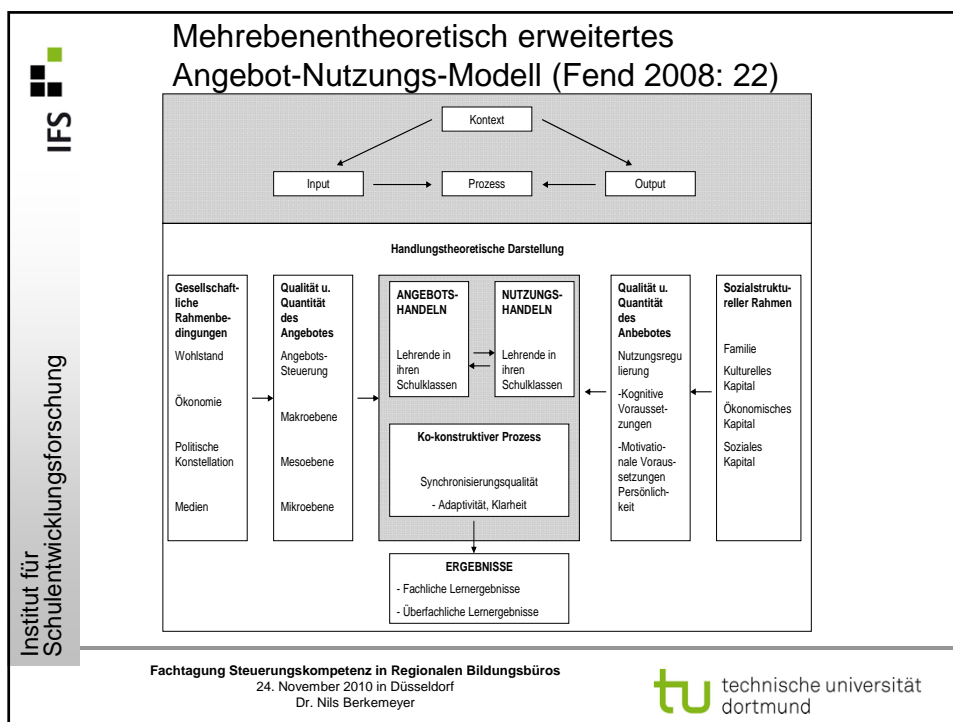 Mehrebenentheoretisch erweitertes
Angebot-Nutzungs-Modell (Fend 2008: 22)
IFS
Institut für
Schulentwicklungsforschung
Kontext
Input
Prozess
Output
Handlungstheoretische Darstellung
Gesellschaft-
liche
Rahmenbe-
dingungen
Wohlstand
Ökonomie
Politische
Konstellation
Medien
Qualität u.
Quantität
des
Angebotes
Angebots-
Steuerung
Makroebene
Mesoebene
Mikroebene
ANGEBOTS-
HANDELN
Lehrende in
ihren
Schulklassen
NUTZUNGS-
HANDELN
Lehrende in
ihren
Schulklassen
Ko-konstruktiver Prozess
Synchronisierungsqualität
- Adaptivität, Klarheit
ERGEBNISSE
- Fachliche Lernergebnisse
- Überfachliche Lernergebnisse
Qualität u.
Quantität
des
Anbebotes
Nutzungsregu
lierung
-Kognitive
Vorausset-
zungen
-Motivatio-
nale Voraus-
setzungen
Persönlich-
keit
Sozialstruktu-
reller Rahmen
Familie
Kulturelles
Kapital
Ökonomisches
Kapital
Soziales
Kapital
Fachtagung Steuerungskompetenz in Regionalen Bildungsbüros
24. November 2010 in Düsseldorf
Dr. Nils Berkemeyer
tu technische universität
dortmund